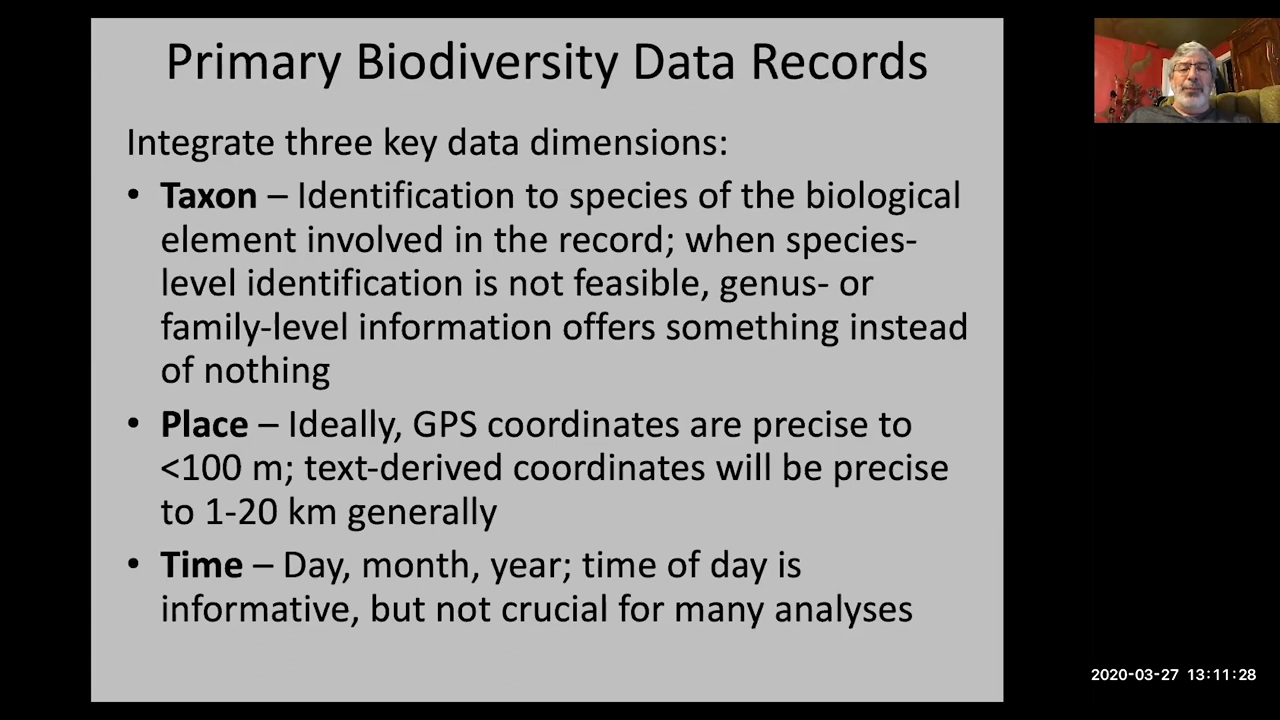 Primary Biodiversity Data Records
Integrate three key data dimensions:
• Taxon – Identification to species of the biological
element involved in the record; when species-
level identification is not feasible, genus- or
family-level information offers something instead
of nothing
• Place – Ideally, GPS coordinates are precise to
<100 m; text-derived coordinates will be precise
to 1-20 km generally
• Time – Day, month, year; time of day is
informative, but not crucial for many analyses
2020-03-27 13:11:28